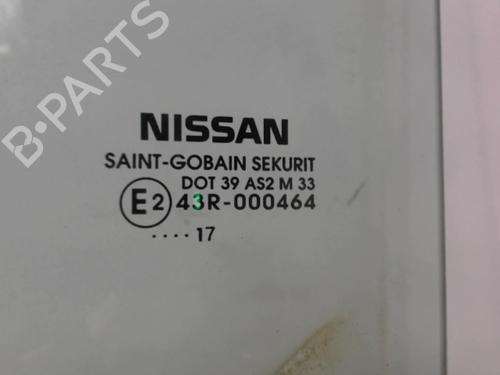 B-PARTS
NISSAN
SAINT-GOBAIN SEKURIT
DOT 39 AS2 M 33
E2 43R-000464
.... 17